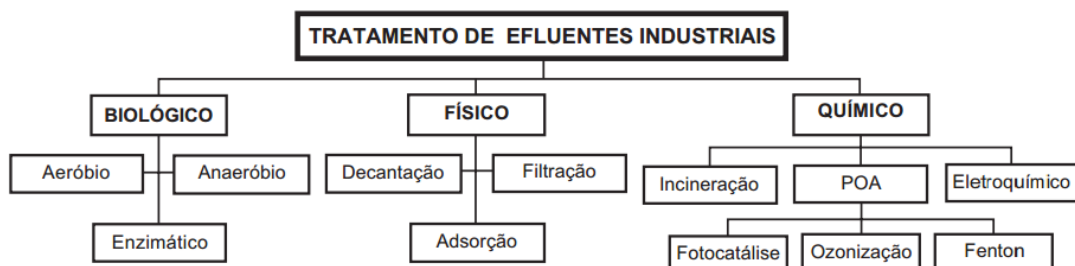 TRATAMENTO DE EFLUENTES INDUSTRIAIS
BIOLÓGICO
FÍSICO
QUÍMICO
Aeróbio
Anaeróbio
Decantação
Filtração
Incineração
POA
Eletroquímico
Enzimático
Adsorção
Fotocatálise
Ozonização
Fenton